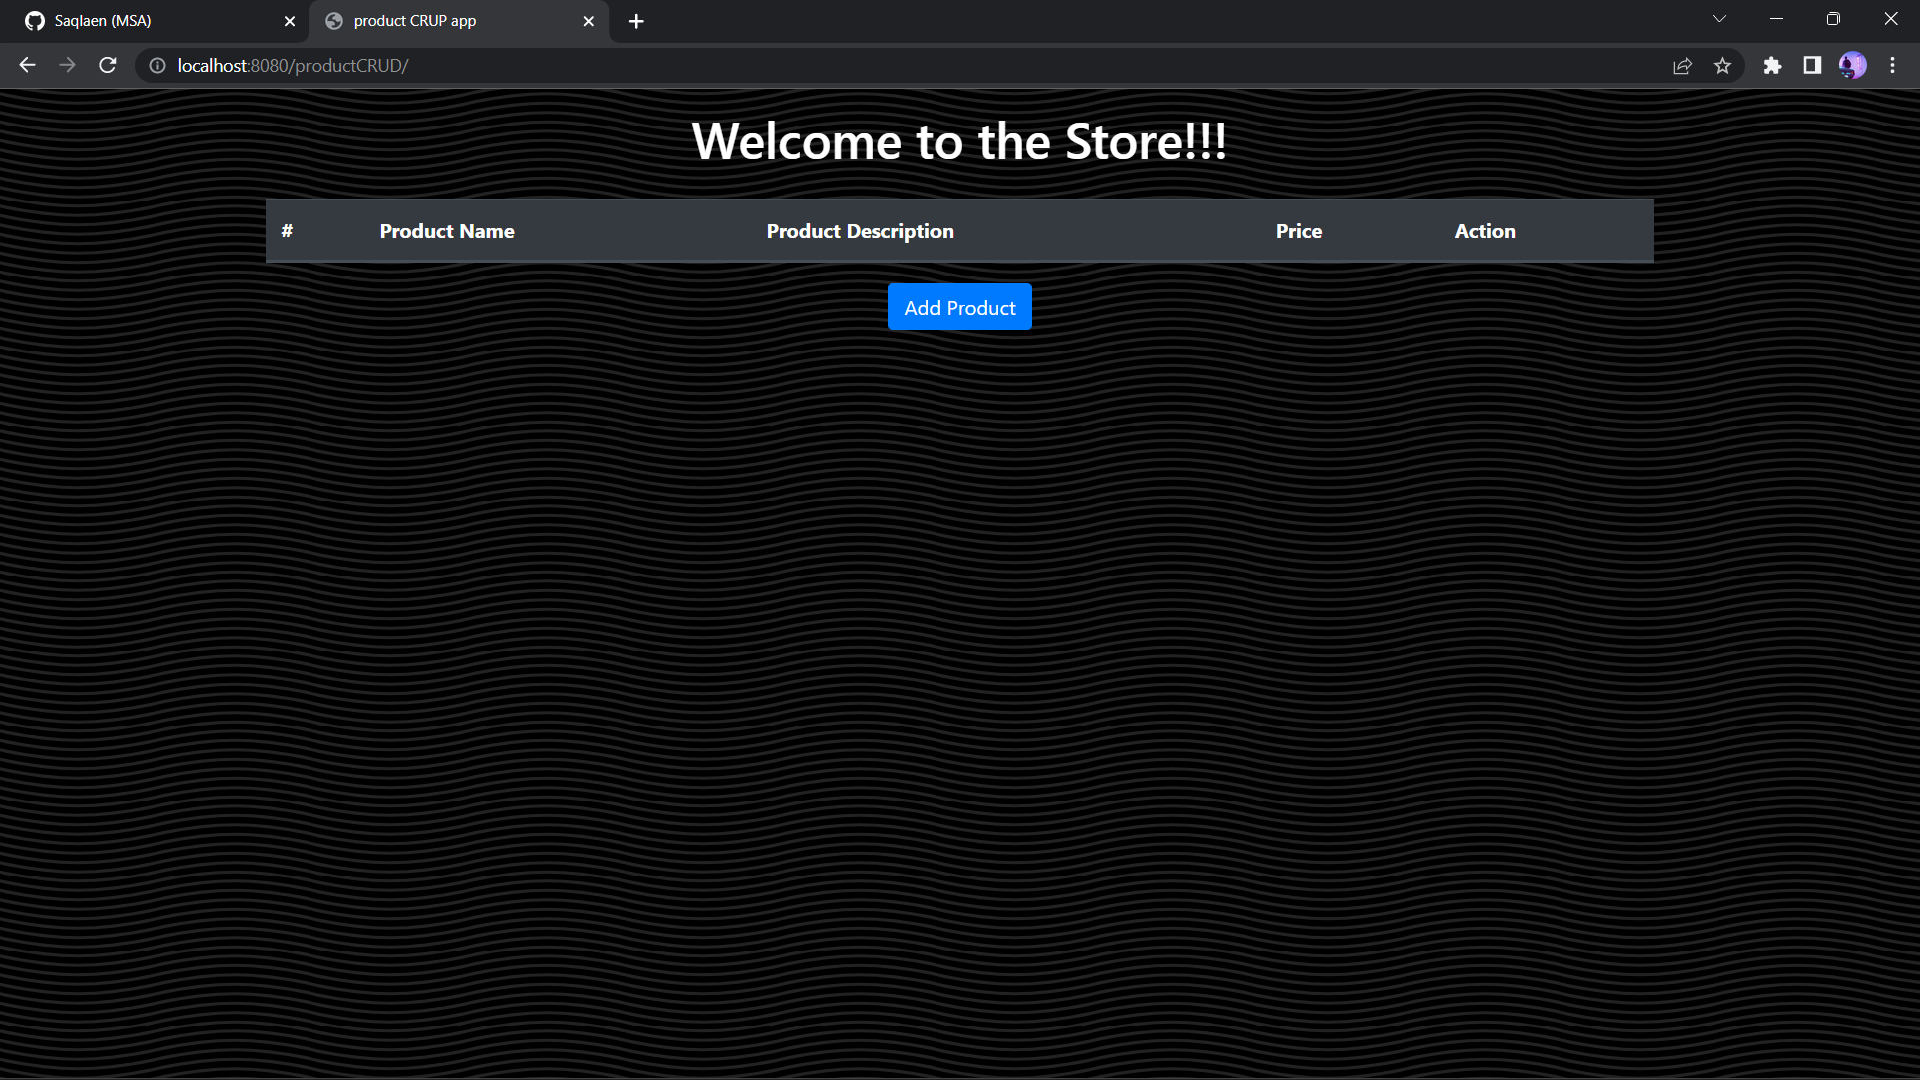 Saqlaen (MSA)
product CRUP app
localhost:8080/productCRUD/
Welcome to the Store!!!
# Product Name Product Description Price Action
Add Product